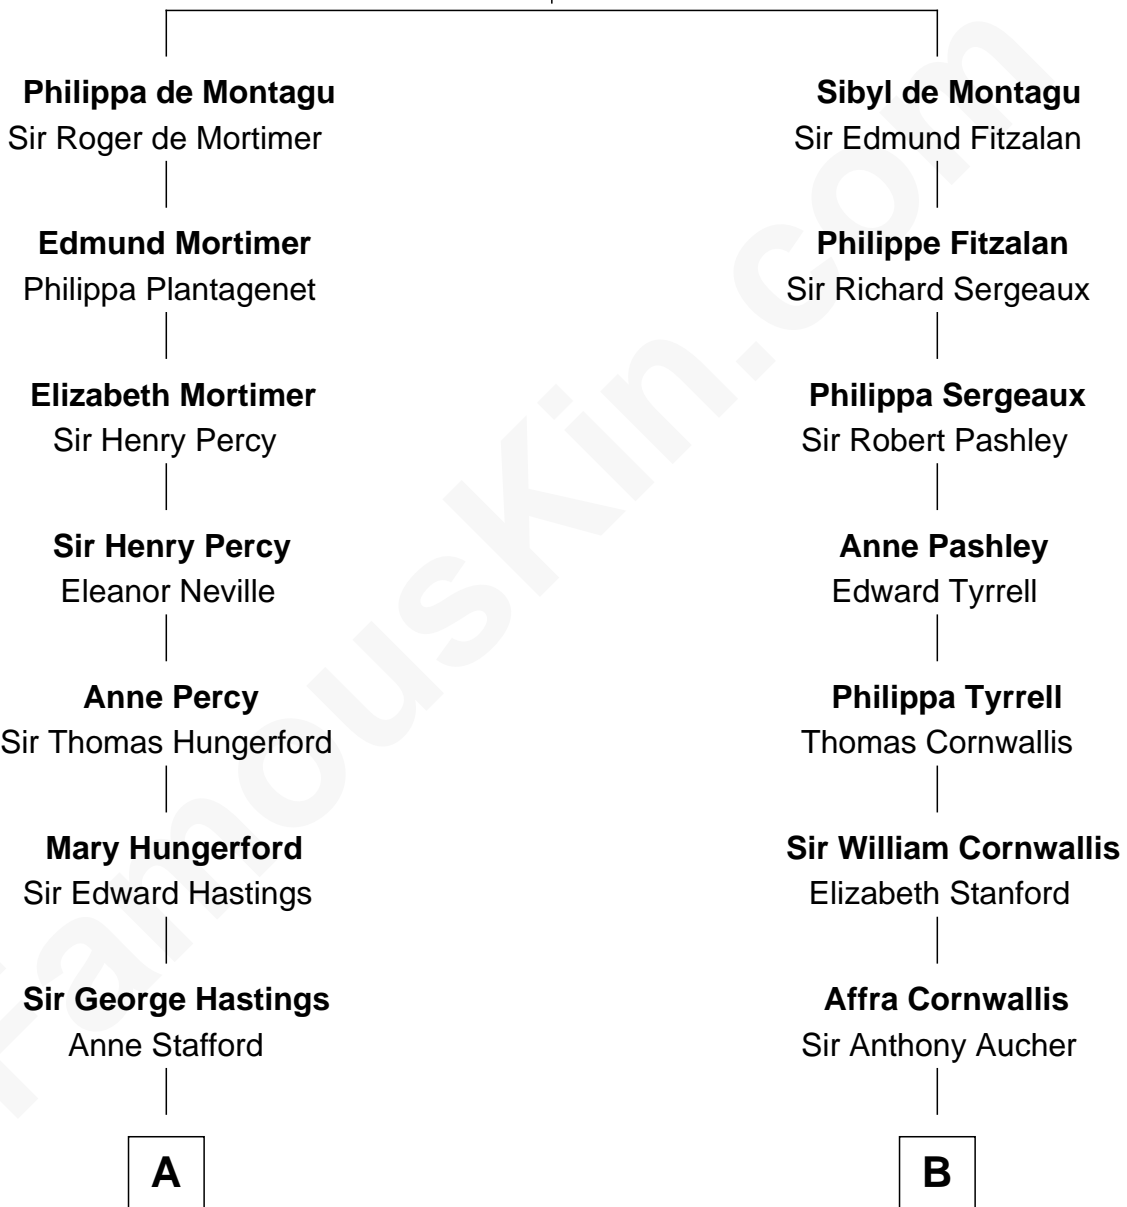 Philippa de Montagu
Sir Roger de Mortimer
Sibyl de Montagu
Sir Edmund Fitzalan
Edmund Mortimer
Philippa Plantagenet
Philippe Fitzalan
Sir Richard Sergeaux
Elizabeth Mortimer
Sir Henry Percy
Philippa Sergeaux
Sir Robert Pashley
Sir Henry Percy
Eleanor Neville
Anne Pashley
Edward Tyrrell
Anne Percy
Sir Thomas Hungerford
Philippa Tyrrell
Thomas Cornwallis
Mary Hungerford
Sir Edward Hastings
Sir William Cornwallis
Elizabeth Stanford
Sir George Hastings
Anne Stafford
Affra Cornwallis
Sir Anthony Aucher
A
B
FamousKin.com